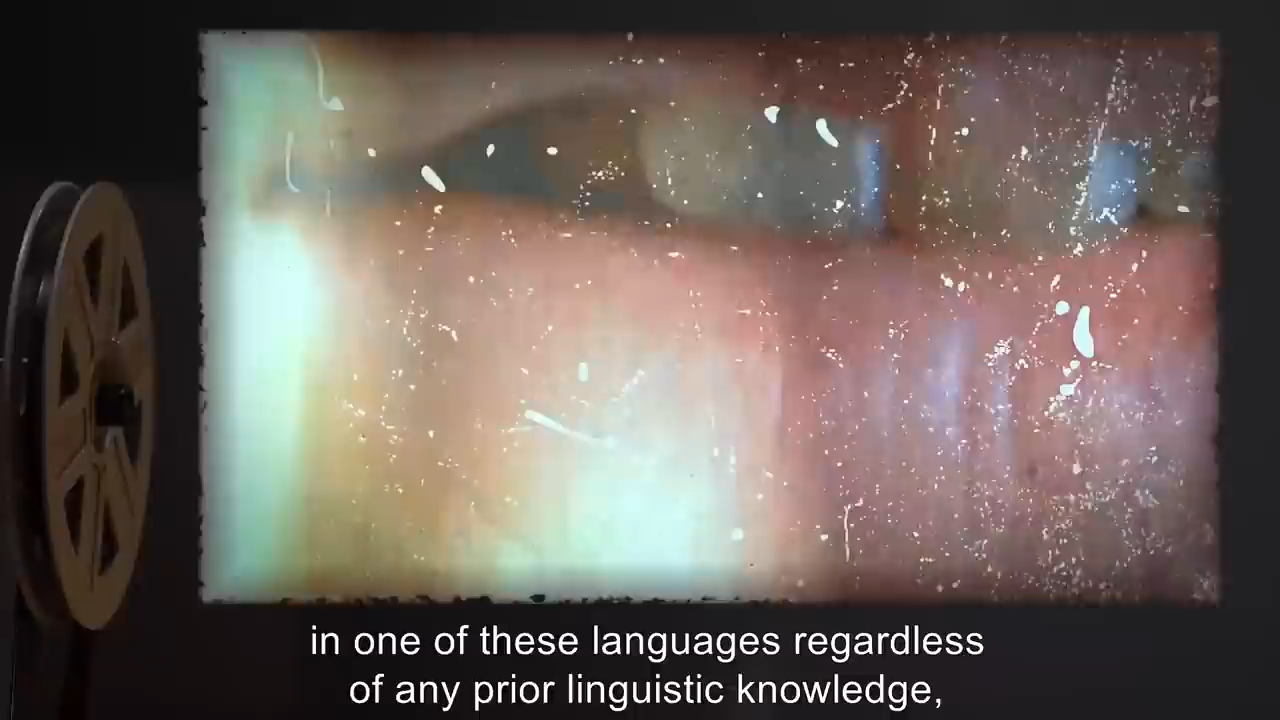 in one of these languages regardless
of any prior linguistic knowledge,